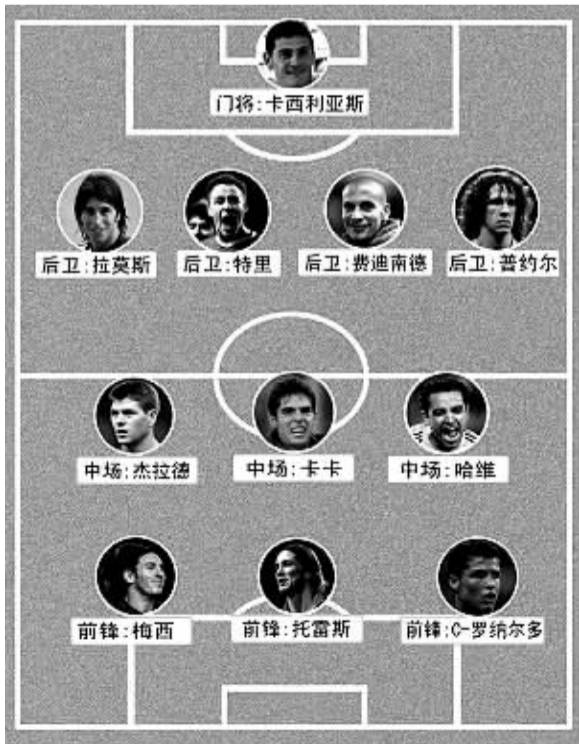 门将:卡西利亚斯
后卫:拉莫斯
后卫:特里
后卫:费迪南德
后卫:普约尔
中场:杰拉德
中场:卡卡
中场:哈维
前锋:梅西
前锋:托雷斯
前锋:C-罗纳尔多